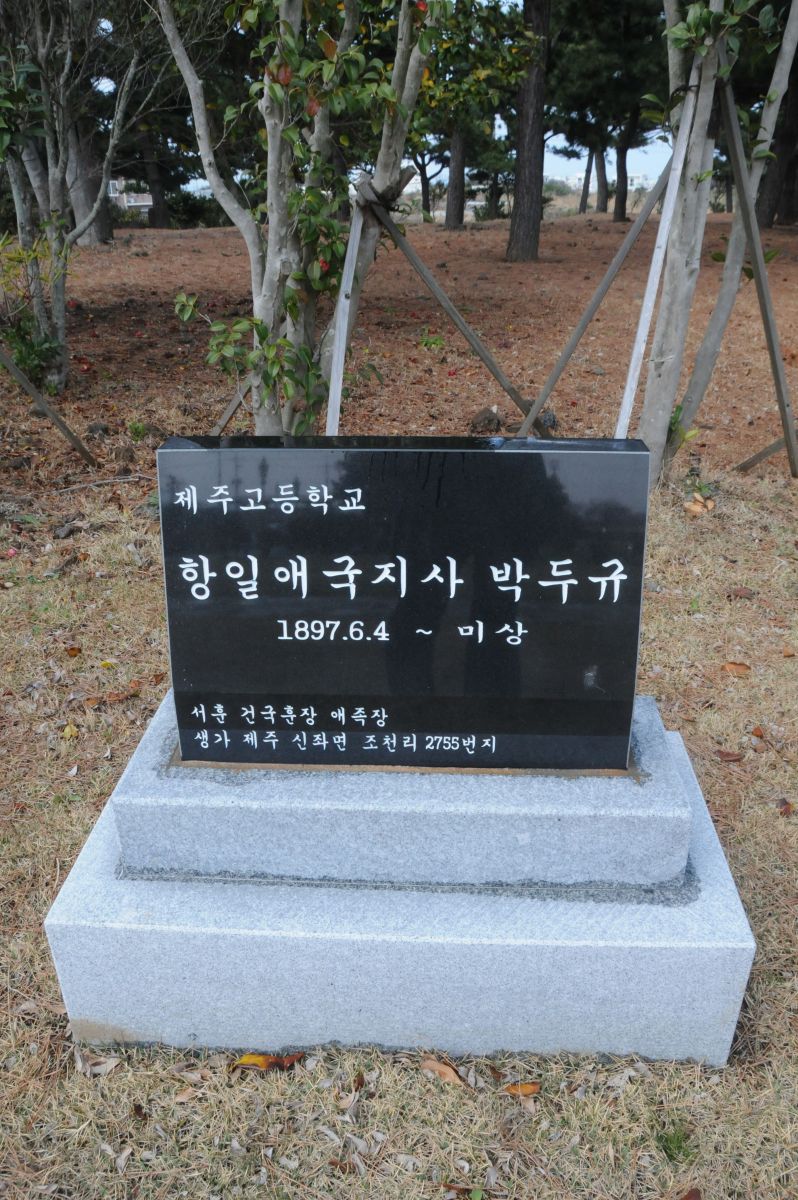 제주고등학교
항일애국지사 박두규
1897.6.4 ~ 미상
서훈 건국훈장 애족장
생가 제주 신좌면 조천리 2755번지